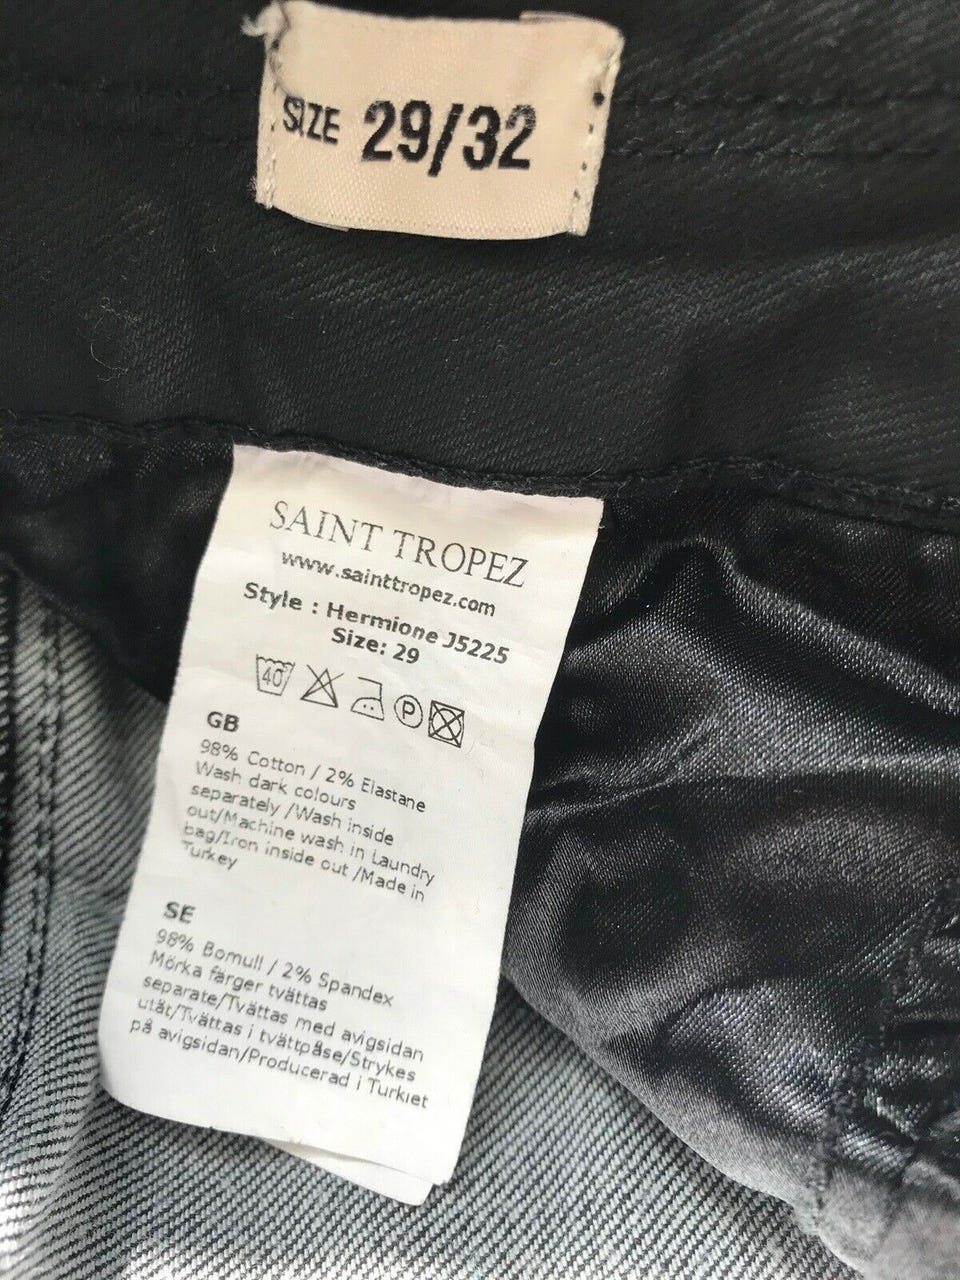 SIZE 29/32
SAINT TROPEZ
www.sainttropez.com
Style : Hermione J5225
Size: 29
40 P
GB
98% Cotton / 2% Elastane
Wash dark colours
separately /Wash inside
out/Machine wash in Laundry
bag/Iron inside out /Made in
Turkey
SE
98% Bomull / 2% Spandex
Mörka färger tvättas
separate/Tvättas med avigsidan
utåt/Tvättas i tvättpåse/Strykes
på avigsidan/Producerad i Turkiet